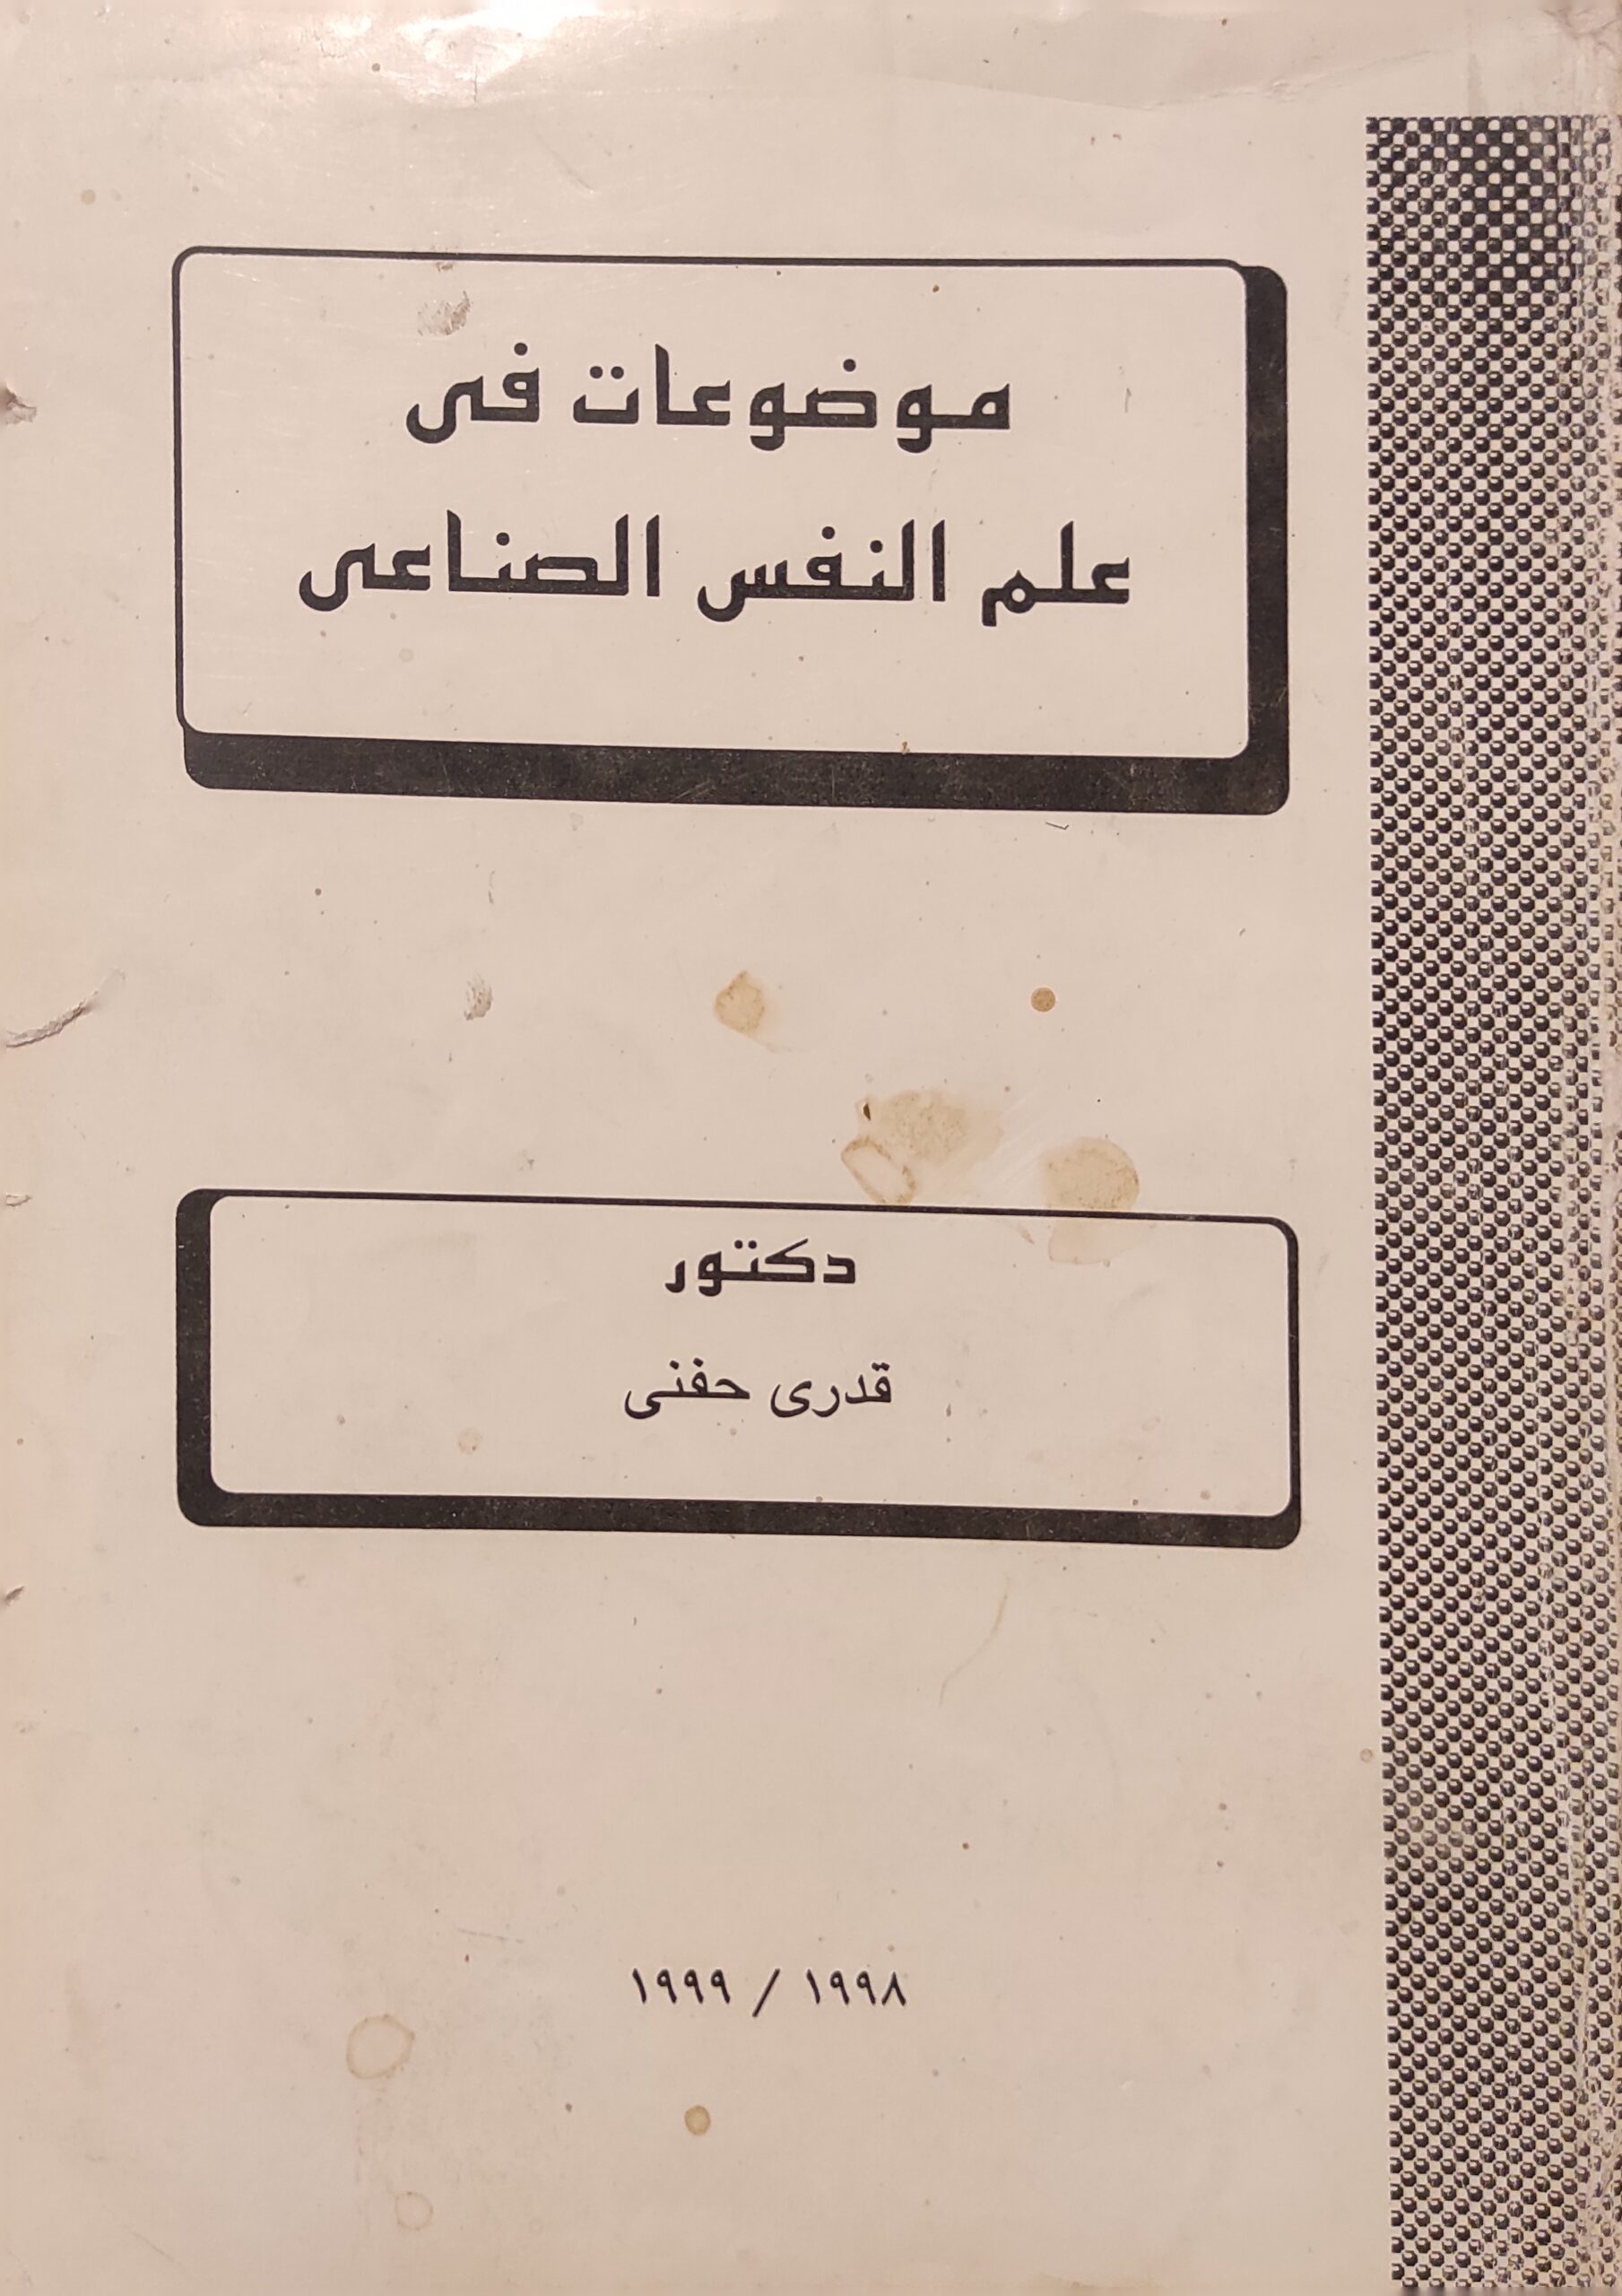 موضوعات فى
علم النفس الصناعى
دكتور
قدرى حفنى
١٩٩٨ / ١٩٩٩